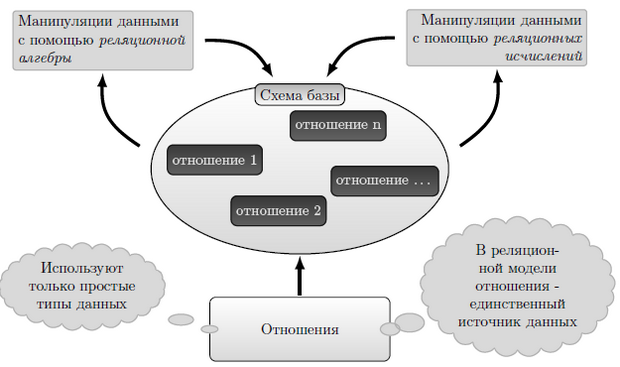 Манипуляции данными
с помощью реляционной
алгебры
Манипуляции данными
с помощью реляционных
исчислений
Схема базы
отношение n
отношение 1
отношение ...
отношение 2
Используют
только простые
типы данных
В реляцион-
ной модели
отношения -
единственный
источник данных
Отношения